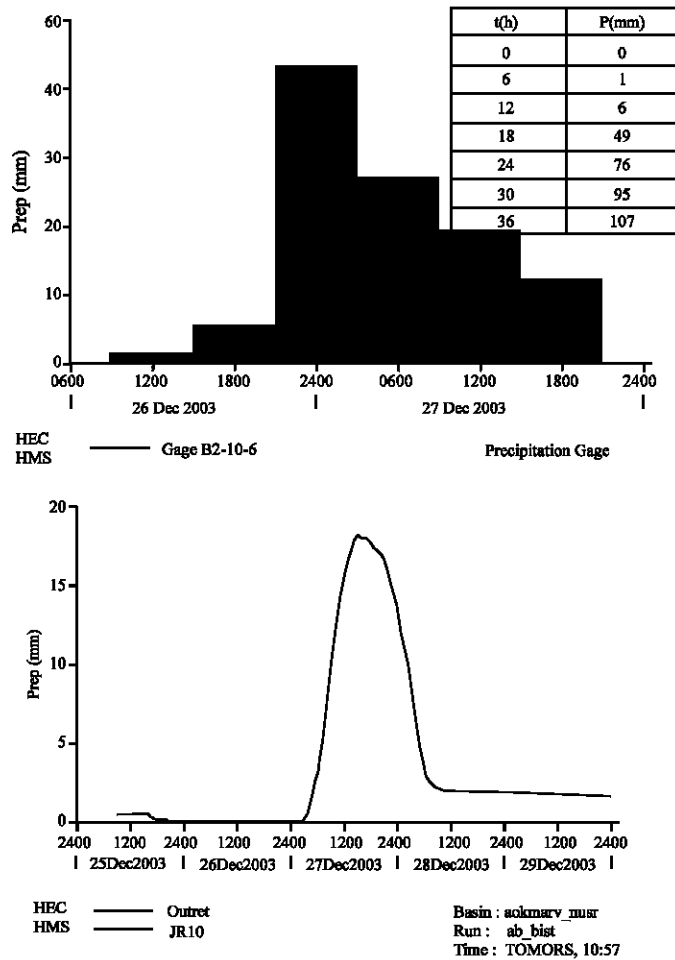 60
50
40
30
20
10
0
Prep (mm)
t(h) P(mm)
0 0
6 1
12 6
18 49
24 76
30 95
36 107
0600 1200 1800 2400 0600 1200 1800 2400
26 Dec 2003 27 Dec 2003
HEC
HMS
Gage B2-10-6
Precipitation Gage
20
15
10
5
0
Prep (mm)
2400 1200 2400 1200 2400 1200 2400 1200 2400 1200 2400
25Dec2003 26Dec2003 27Dec2003 28Dec2003 29Dec2003
HEC
HMS
Outret
JR10
Basin : aokmarv_nusr
Run : ab_bist
Time : TOMORS, 10:57